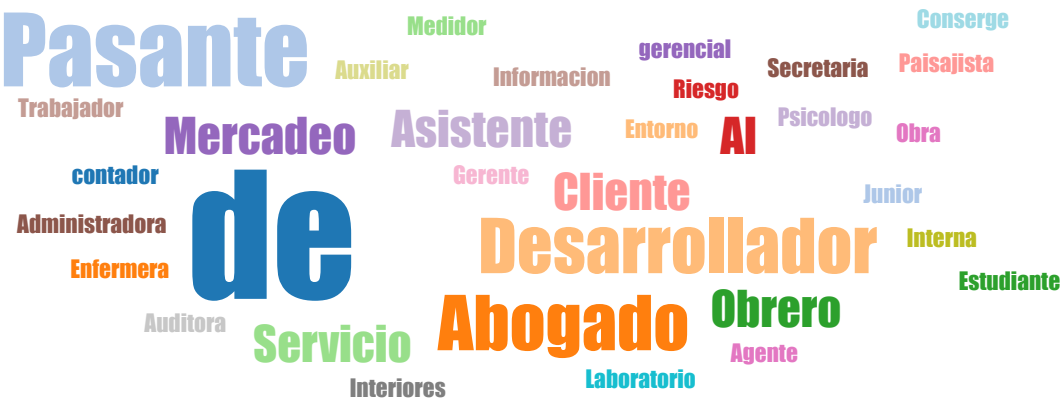 Pasante
Medidor
Conserge
gerencial
Auxiliar
Informacion
Secretaria
Paisajista
Riesgo
Trabajador
Mercadeo
Asistente
Entorno
Al
Psicologo
Obra
contador
Gerente
Cliente
Junior
Administradora
de
Desarrollador
Interna
Enfermera
Estudiante
Auditora
Servicio
Abogado
Obrero
Agente
Interiores
Laboratorio